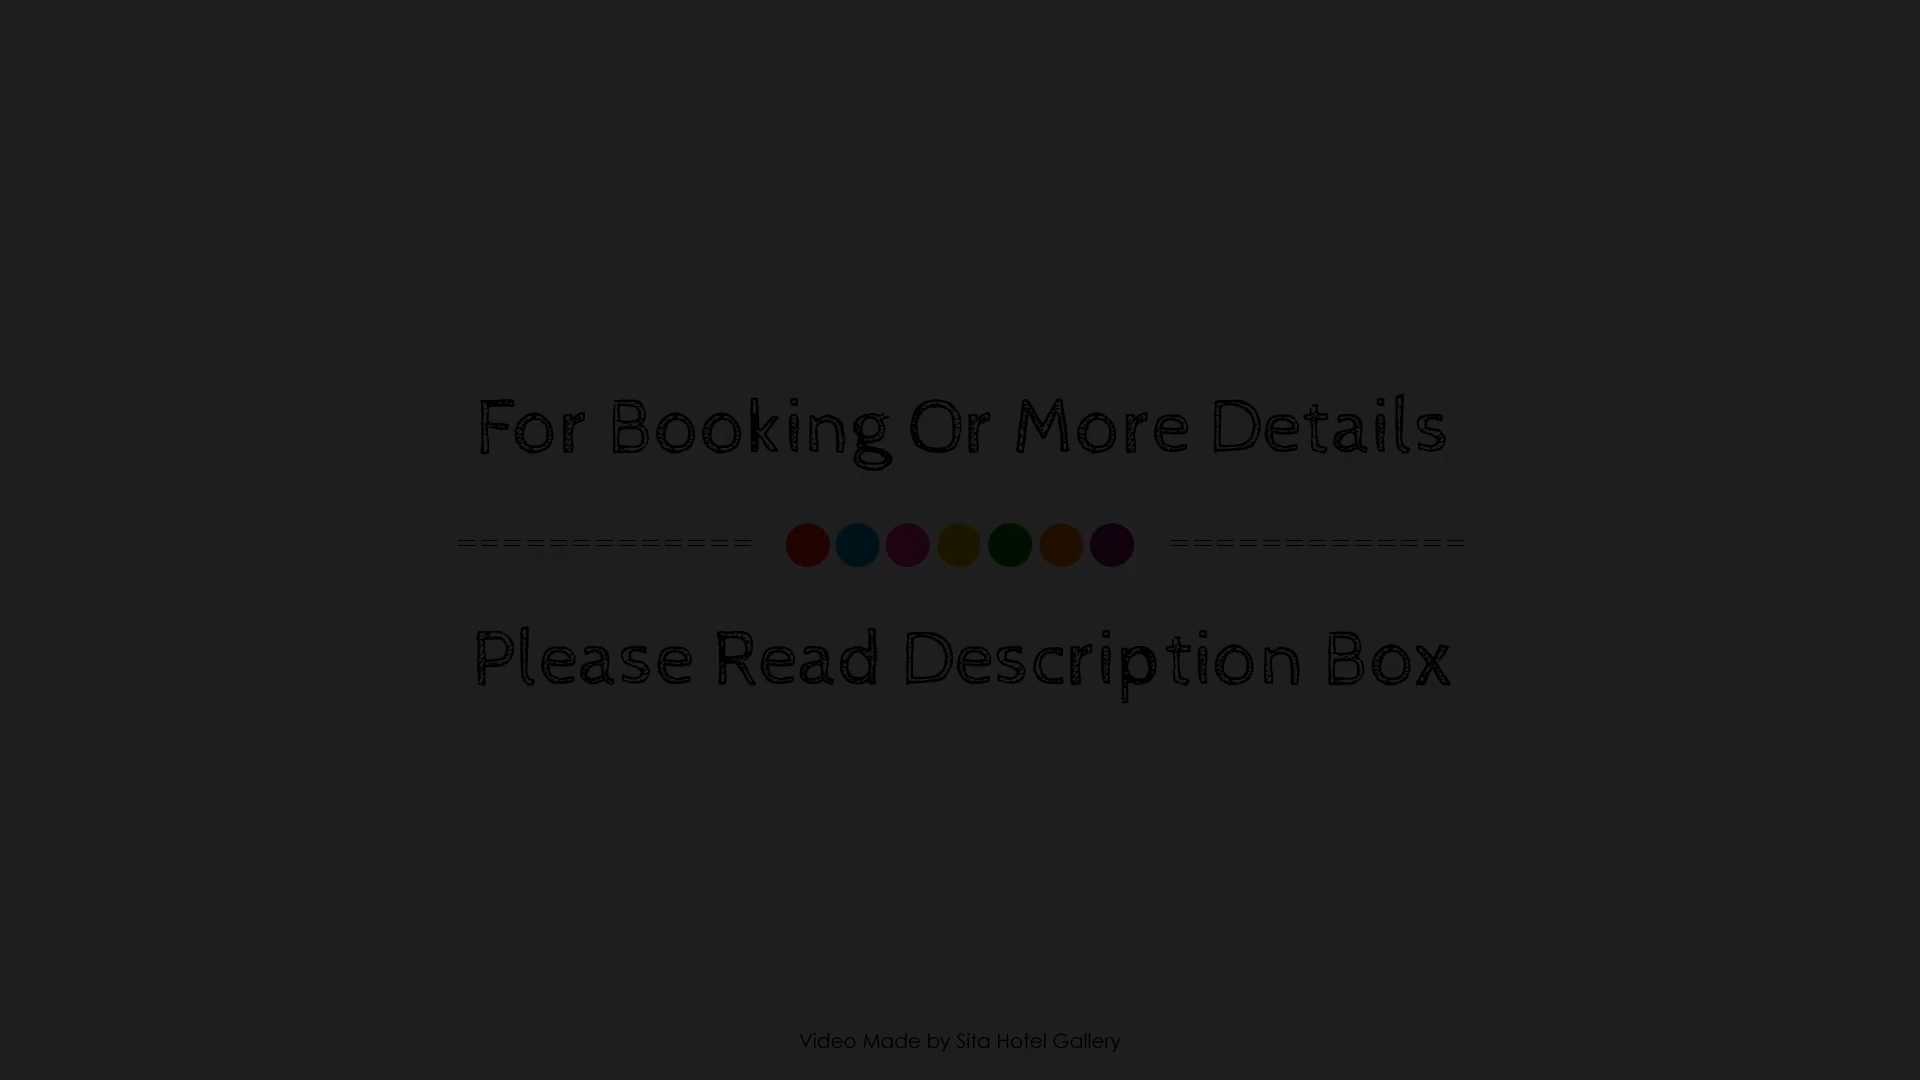 For Booking Or More Details
============= =============
Please Read Description Box
Video Made by Sita Hotel Gallery